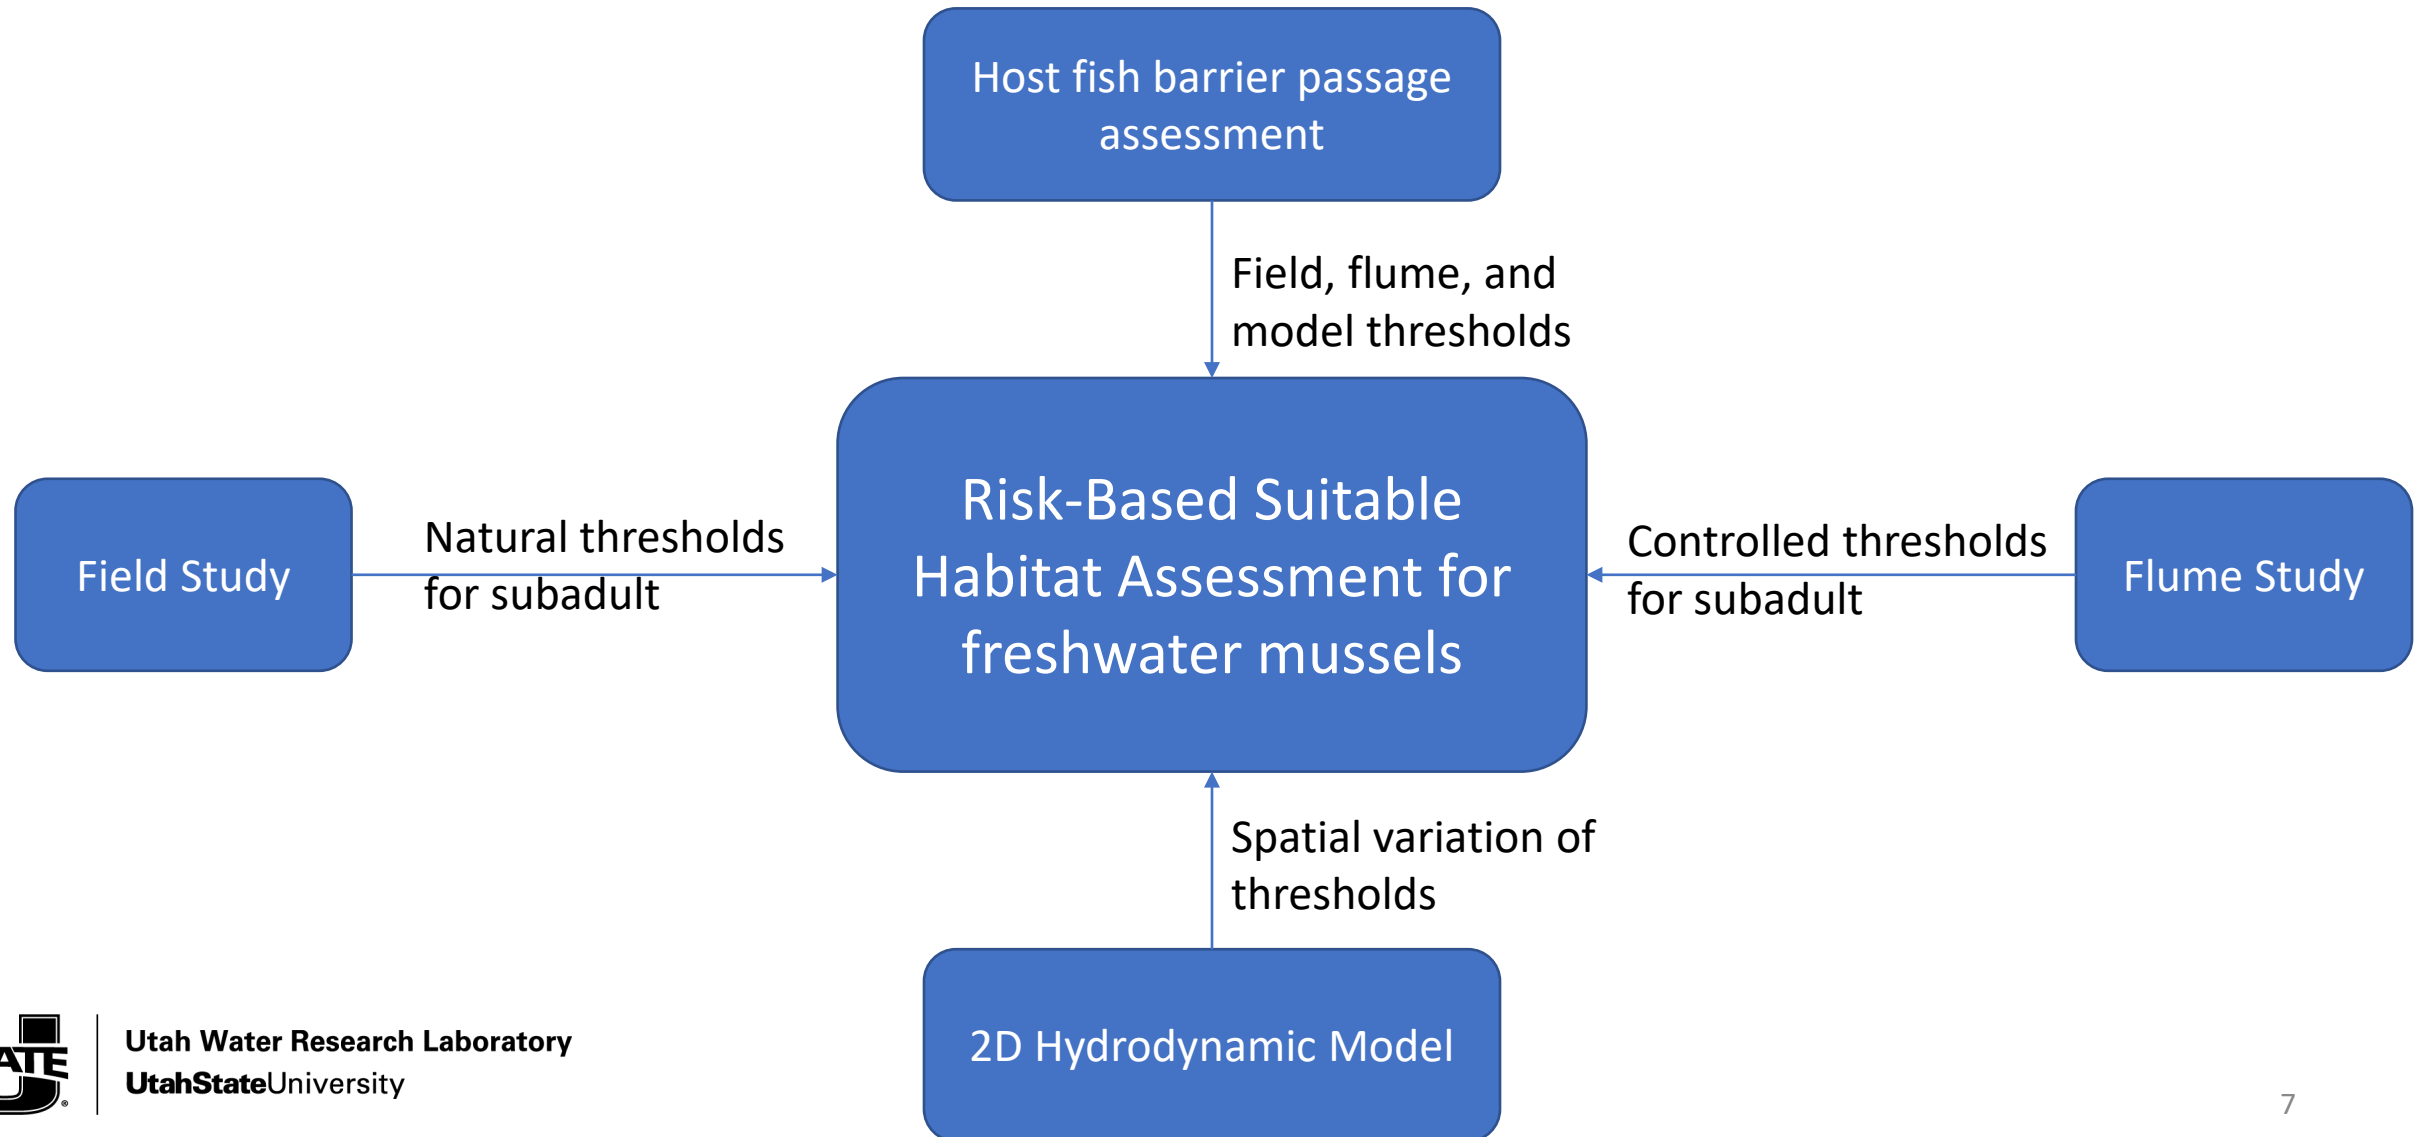 Host fish barrier passage
assessment
Field, flume, and
model thresholds
Risk-Based Suitable
Habitat Assessment for
freshwater mussels
Field Study
Natural thresholds
for subadult
Controlled thresholds
for subadult
Flume Study
Spatial variation of
thresholds
2D Hydrodynamic Model
ATE
Utah Water Research Laboratory
UtahStateUniversity
7